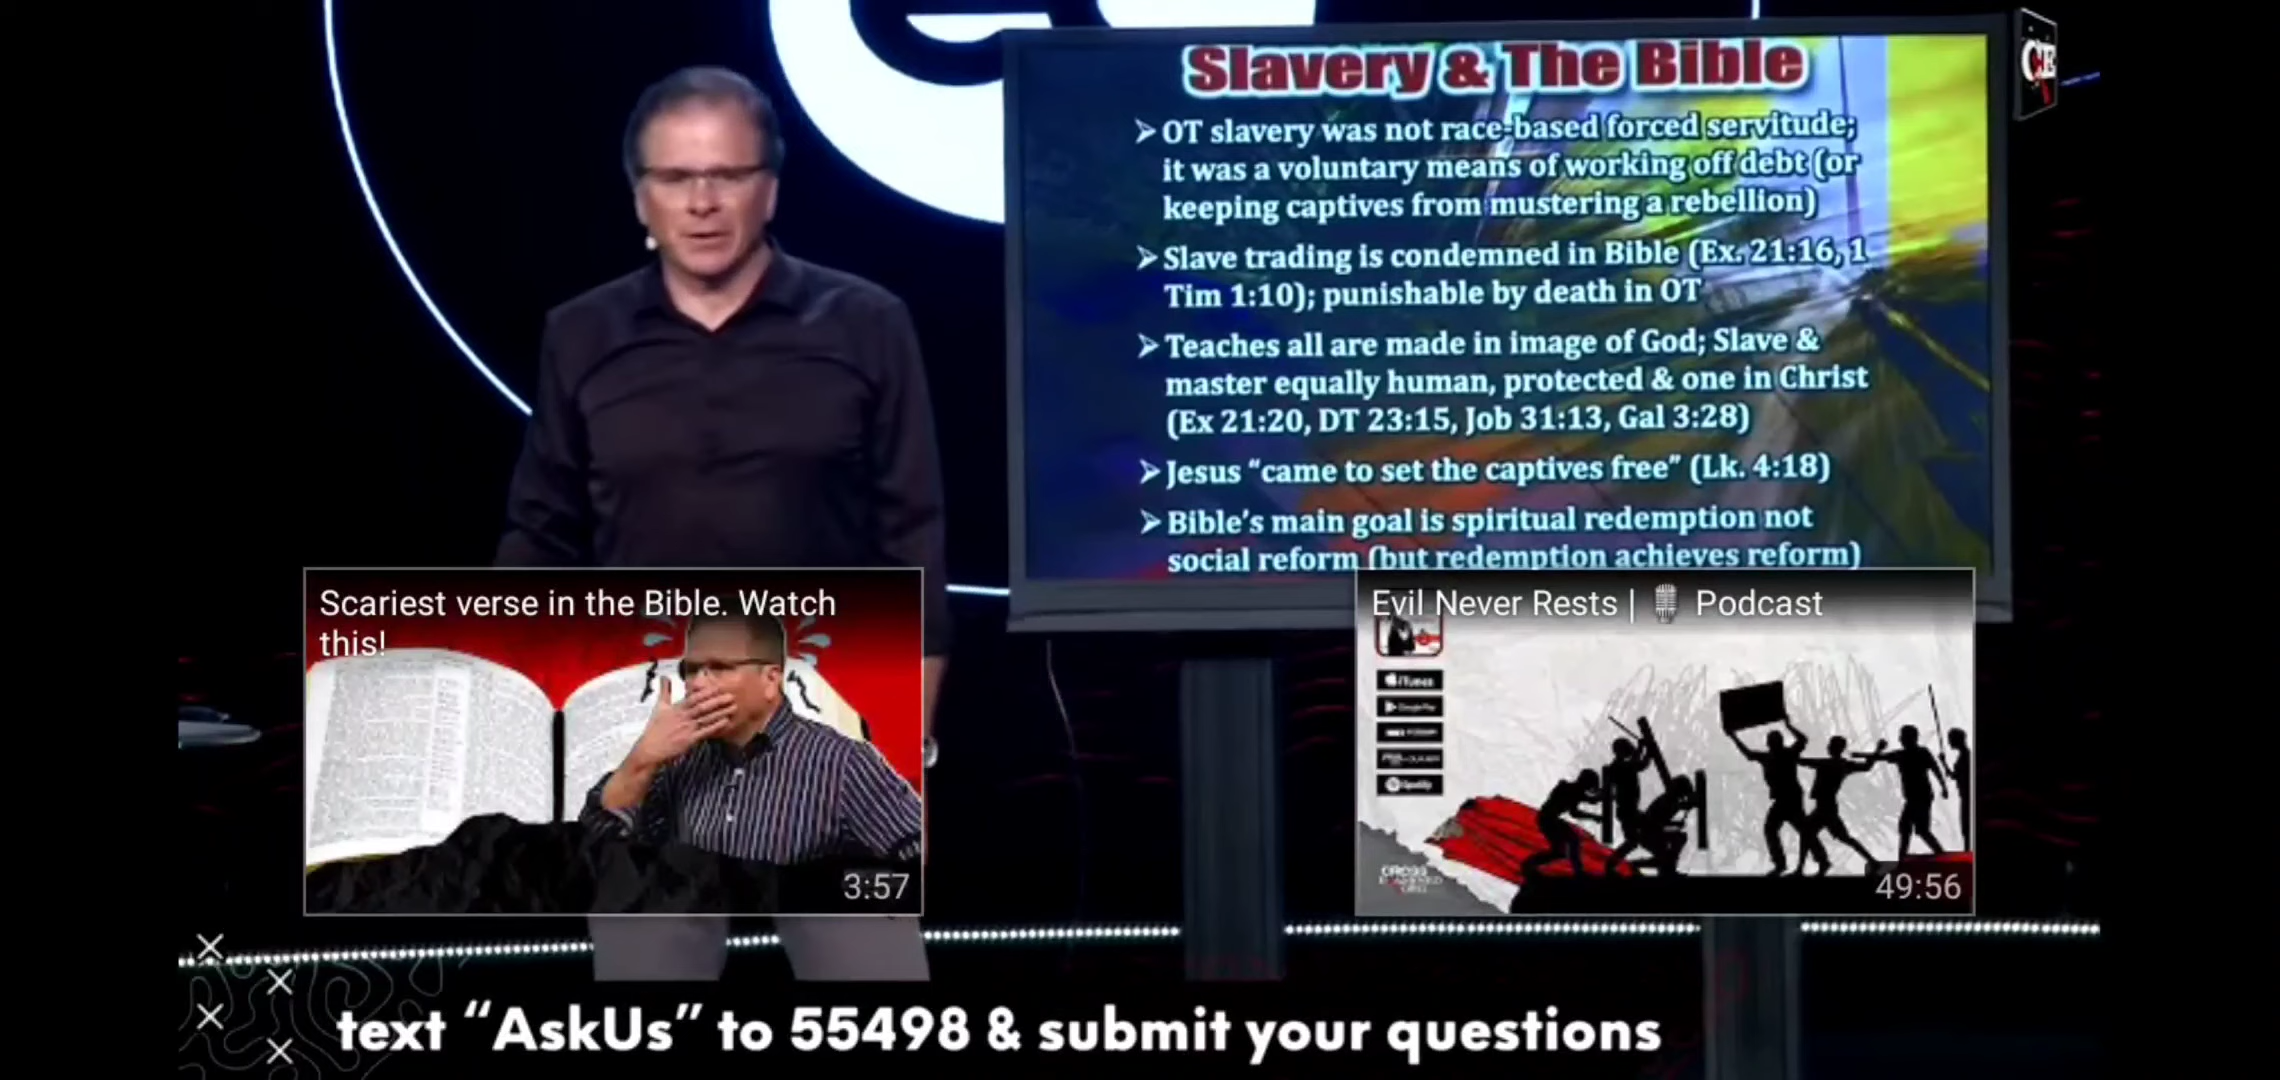 Slavery & The Bible
CE
➤ OT slavery was not race-based forced servitude;
it was a voluntary means of working off debt (or
keeping captives from mustering a rebellion)
➤ Slave trading is condemned in Bible (Ex. 21:16, 1
Tim 1:10); punishable by death in OT
➤ Teaches all are made in image of God; Slave &
master equally human, protected & one in Christ
(Ex 21:20, DT 23:15, Job 31:13, Gal 3:28)
➤ Jesus “came to set the captives free” (Lk. 4:18)
➤ Bible’s main goal is spiritual redemption not
social reform (but redemption achieves reform)
Scariest verse in the Bible. Watch
this!
3:57
Evil Never Rests | 🎙️ Podcast
iTunes
Google Play
Spotify
CROSS
49:56
text “AskUs” to 55498 & submit your questions